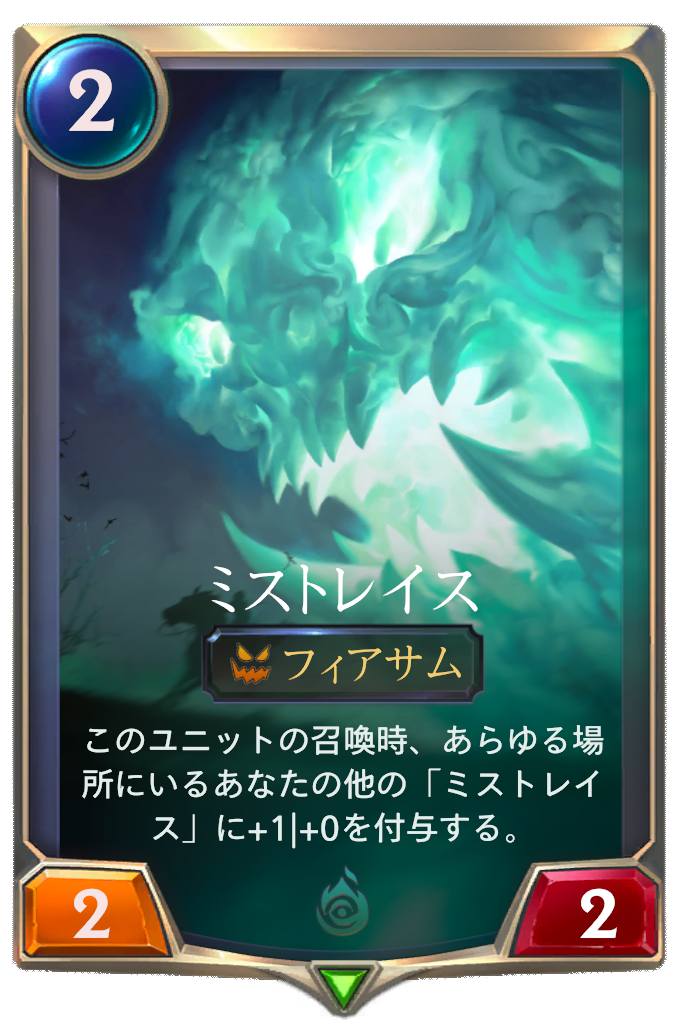 2
ミストレイス
フィアサム
このユニットの召喚時、あらゆる場
所にいるあなたの他の「ミストレイ
ス」に+1|+0を付与する。
2
2